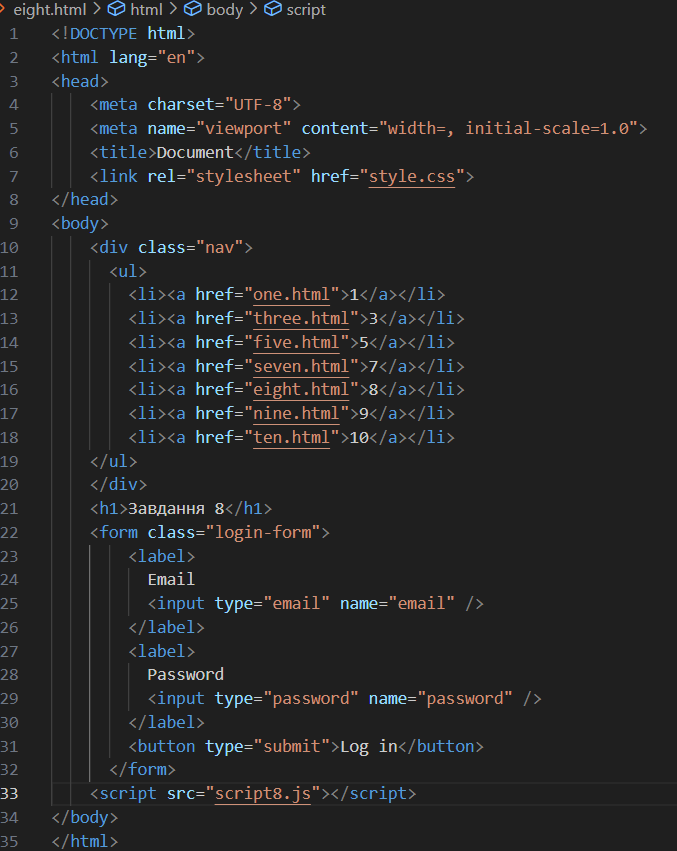 eight.html > html > body > script
1 <!DOCTYPE html>
2 <html lang="en">
3 <head>
4 <meta charset="UTF-8">
5 <meta name="viewport" content="width=, initial-scale=1.0">
6 <title>Document</title>
7 <link rel="stylesheet" href="style.css">
8 </head>
9 <body>
10 <div class="nav">
11 <ul>
12 <li><a href="one.html">1</a></li>
13 <li><a href="three.html">3</a></li>
14 <li><a href="five.html">5</a></li>
15 <li><a href="seven.html">7</a></li>
16 <li><a href="eight.html">8</a></li>
17 <li><a href="nine.html">9</a></li>
18 <li><a href="ten.html">10</a></li>
19 </ul>
20 </div>
21 <h1>Завдання 8</h1>
22 <form class="login-form">
23 <label>
24 Email
25 <input type="email" name="email" />
26 </label>
27 <label>
28 Password
29 <input type="password" name="password" />
30 </label>
31 <button type="submit">Log in</button>
32 </form>
33 <script src="script8.js"></script>
34 </body>
35 </html>